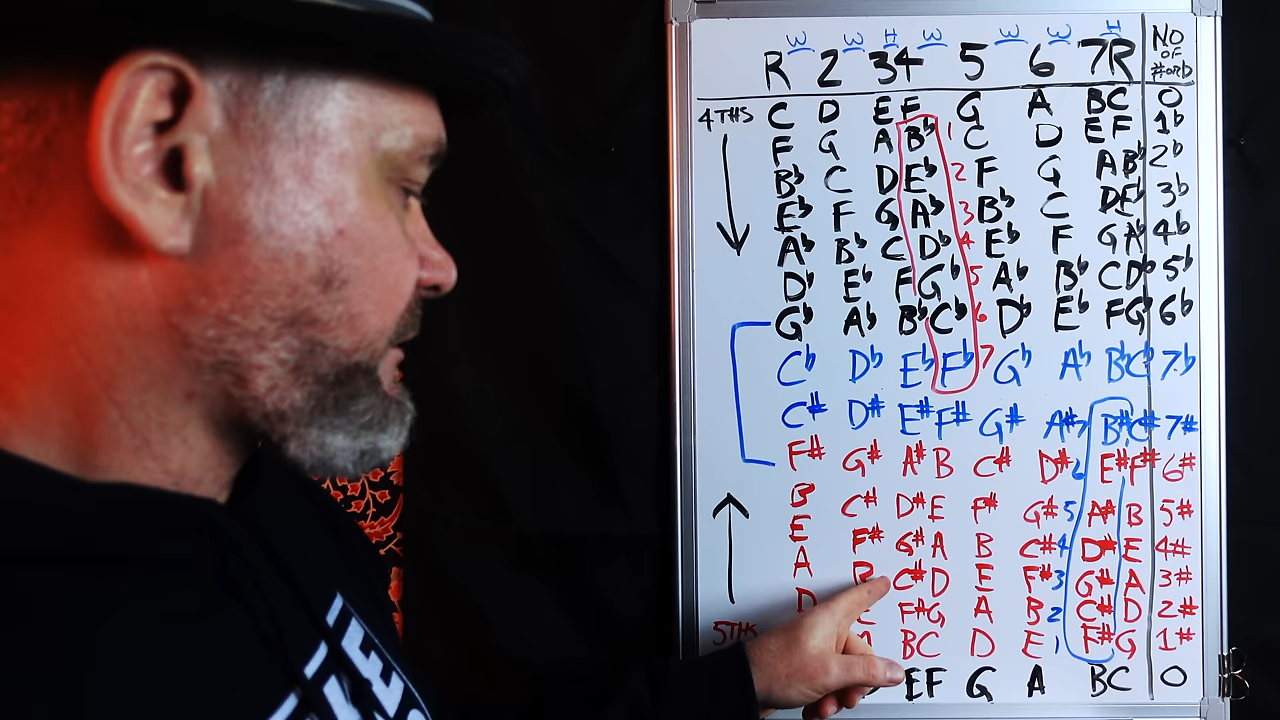 W W H W W W H
R 2 3 4 5 6 7 R NO OF # OR b
C D E F G A B C 0
4THS
F G A B♭ 1 C D E F 1♭
B♭ C D E♭ 2 F G A B♭ 2♭
E♭ F G A♭ 3 B♭ C D E♭ 3♭
A♭ B♭ C D♭ 4 E♭ F G A♭ 4♭
D♭ E♭ F G♭ 5 A♭ B♭ C D♭ 5♭
G♭ A♭ B♭ C♭ 6 D♭ E♭ F G♭ 6♭
C♭ D♭ E♭ F♭ 7 G♭ A♭ B♭ C♭ 7♭
C# D# E# F# G# A# 7 B# C# 7#
F# G# A# B C# D# E# F# 6#
B C# D# E F# G# 5 A# B 5#
E F# G# A B C# 4 D# E 4#
A B C# D E F# 3 G# A 3#
D F# G A B 2 C# D 2#
5THS B C D E 1 F# G 1#
E F G A B C 0